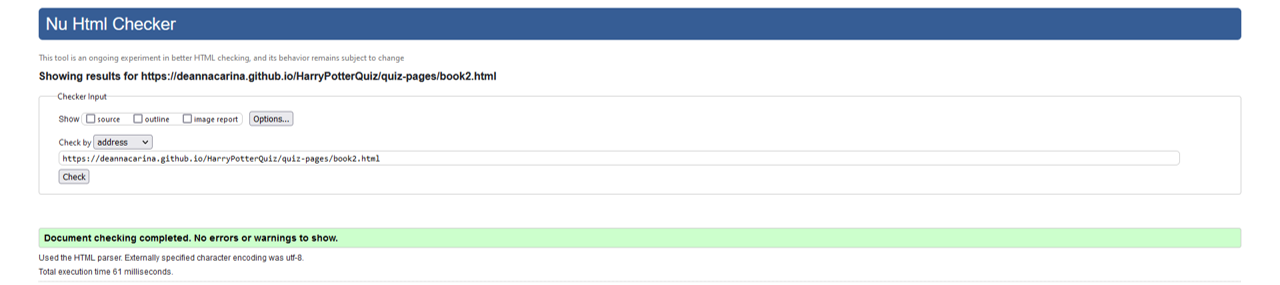 Nu Html Checker
This tool is an ongoing experiment in better HTML checking, and its behavior remains subject to change
Showing results for https://deannacarina.github.io/HarryPotterQuiz/quiz-pages/book2.html
Checker Input
Show source outline image report Options...
Check by address
https://deannacarina.github.io/HarryPotterQuiz/quiz-pages/book2.html
Check
Document checking completed. No errors or warnings to show.
Used the HTML parser. Externally specified character encoding was utf-8.
Total execution time 61 milliseconds.